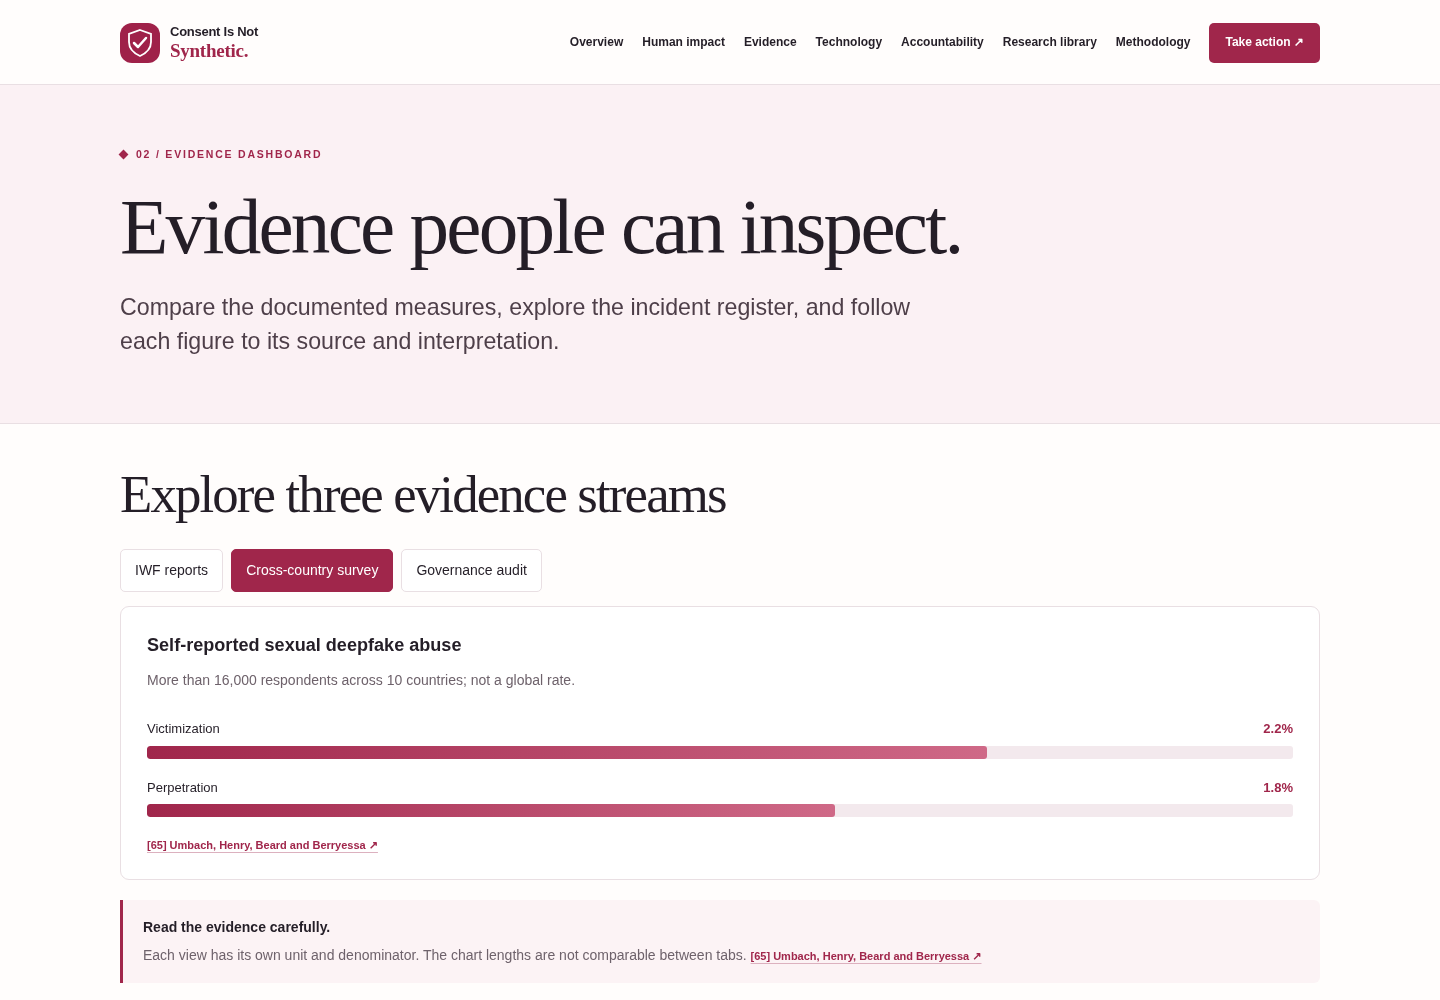 Consent Is Not
Synthetic.
Overview Human impact Evidence Technology Accountability Research library Methodology Take action ↗
02 / EVIDENCE DASHBOARD
Evidence people can inspect.
Compare the documented measures, explore the incident register, and follow
each figure to its source and interpretation.
Explore three evidence streams
IWF reports Cross-country survey Governance audit
Self-reported sexual deepfake abuse
More than 16,000 respondents across 10 countries; not a global rate.
Victimization 2.2%
Perpetration 1.8%
[65] Umbach, Henry, Beard and Berryessa ↗
Read the evidence carefully.
Each view has its own unit and denominator. The chart lengths are not comparable between tabs. [65] Umbach, Henry, Beard and Berryessa ↗